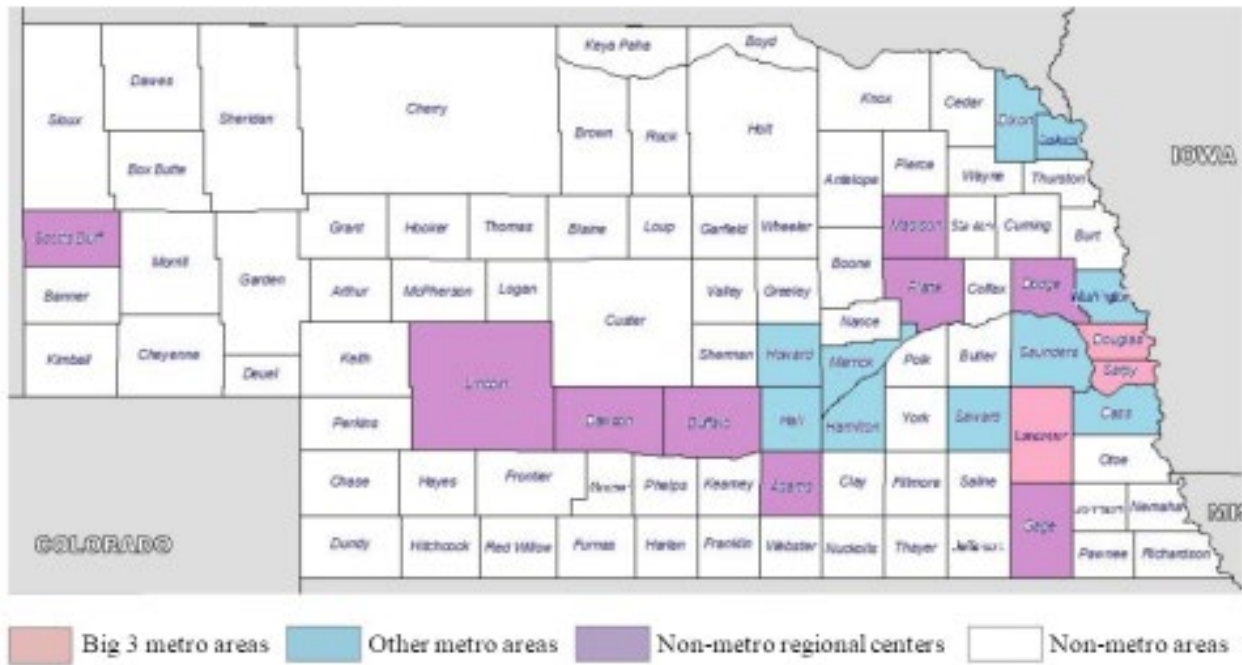 Keya Paha
Boyd
Dawes
Sioux
Sheridan
Cherry
Knox
Cedar
Dixon
Brown
Rock
Holt
Dakota
IOWA
Box Butte
Antelope
Pierce
Wayne
Thurston
Scotts Bluff
Grant
Hooker
Thomas
Blaine
Loup
Garfield
Wheeler
Madison
Cuming
Burt
Morrill
Garden
Boone
Banner
Arthur
McPherson
Logan
Valley
Greeley
Platte
Colfax
Dodge
Washington
Custer
Nance
Kimball
Cheyenne
Keith
Sherman
Howard
Merrick
Polk
Butler
Saunders
Douglas
Sarpy
Deuel
Lincoln
Perkins
Dawson
Buffalo
Hall
Hamilton
York
Seward
Lancaster
Cass
Otoe
Chase
Hayes
Frontier
Phelps
Kearney
Adams
Clay
Fillmore
Saline
Gage
Nemaha
MIS
COLORADO
Dundy
Hitchcock
Red Willow
Furnas
Harlan
Franklin
Webster
Nuckolls
Thayer
Pawnee
Richardson
Big 3 metro areas Other metro areas Non-metro regional centers Non-metro areas